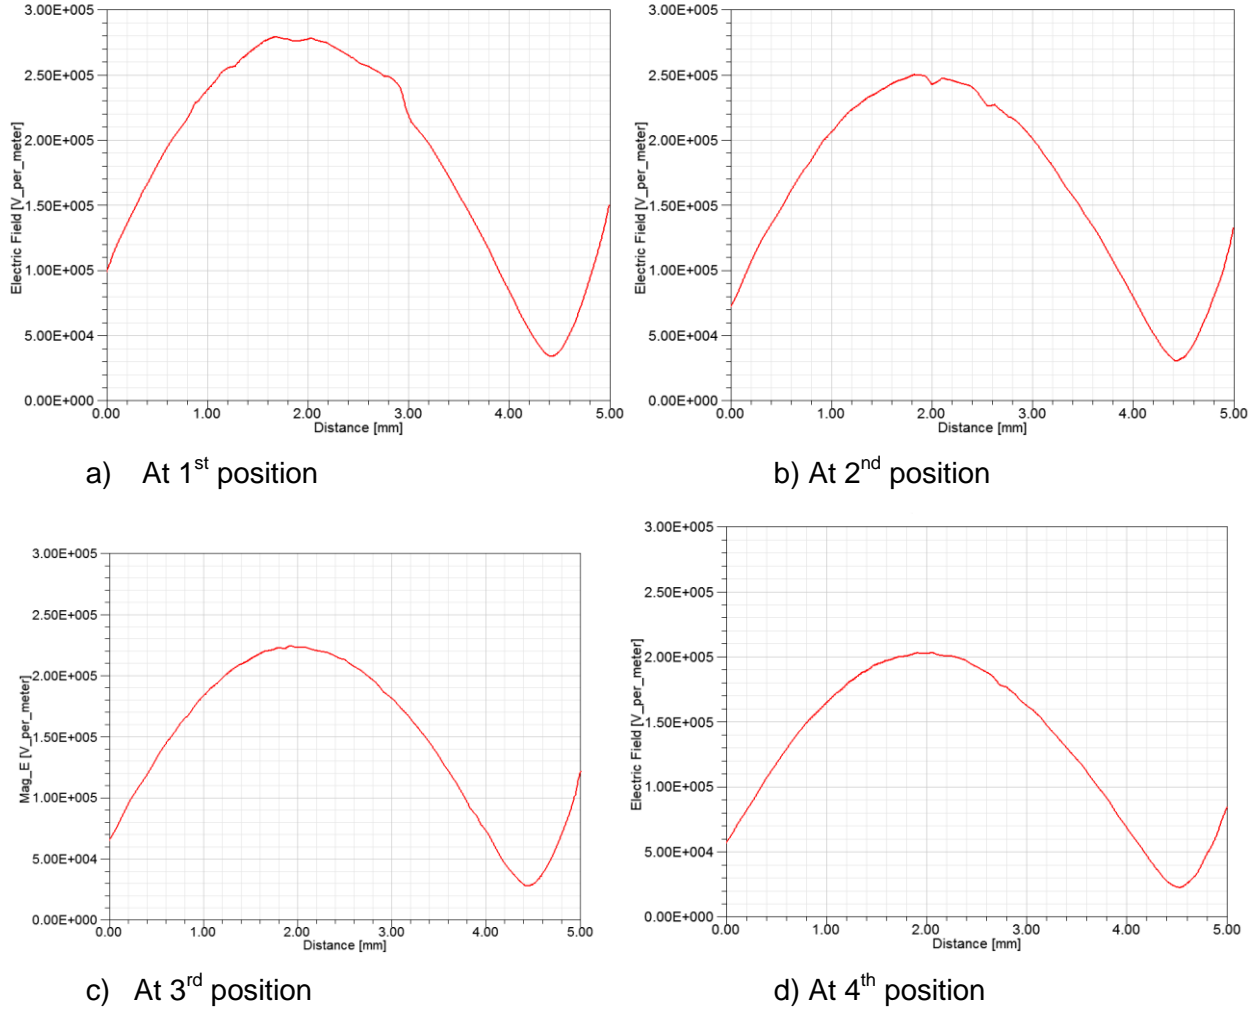 3.00E+005
2.50E+005
2.00E+005
1.50E+005
1.00E+005
5.00E+004
0.00E+000
Electric Field [V_per_meter]
0.00 1.00 2.00 3.00 4.00 5.00
Distance [mm]
a) At 1st position
3.00E+005
2.50E+005
2.00E+005
1.50E+005
1.00E+005
5.00E+004
0.00E+000
Electric Field [V_per_meter]
0.00 1.00 2.00 3.00 4.00 5.00
Distance [mm]
b) At 2nd position
3.00E+005
2.50E+005
2.00E+005
1.50E+005
1.00E+005
5.00E+004
0.00E+000
Mag_E [V_per_meter]
0.00 1.00 2.00 3.00 4.00 5.00
Distance [mm]
c) At 3rd position
3.00E+005
2.50E+005
2.00E+005
1.50E+005
1.00E+005
5.00E+004
0.00E+000
Electric Field [V_per_meter]
0.00 1.00 2.00 3.00 4.00 5.00
Distance [mm]
d) At 4th position